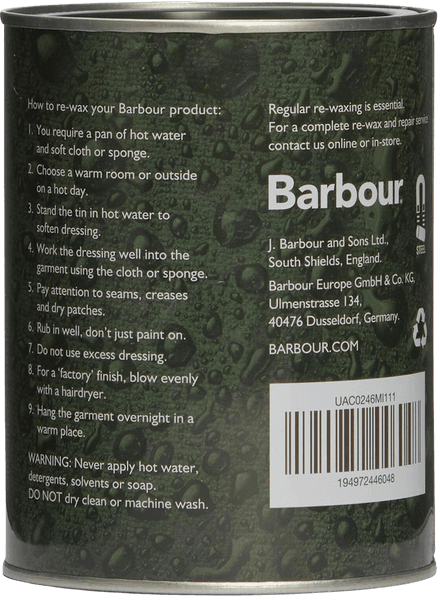 How to re-wax your Barbour product:
1. You require a pan of hot water
and soft cloth or sponge.
2. Choose a warm room or outside
on a hot day.
3. Stand the tin in hot water to
soften dressing.
4. Work the dressing well into the
garment using the cloth or sponge.
5. Pay attention to seams, creases
and dry patches.
6. Rub in well, don't just paint on.
7. Do not use excess dressing.
8. For a 'factory' finish, blow evenly
with a hairdryer.
9. Hang the garment overnight in a
warm place.
WARNING: Never apply hot water,
detergents, solvents or soap.
DO NOT dry clean or machine wash.
Regular re-waxing is essential.
For a complete re-wax and repair service
contact us online or in-store.
Barbour
STEEL
J. Barbour and Sons Ltd.,
South Shields, England.
Barbour Europe GmbH & Co. KG,
Ulmenstrasse 134,
40476 Dusseldorf, Germany.
BARBOUR.COM
UAC0246MI111
194972446048